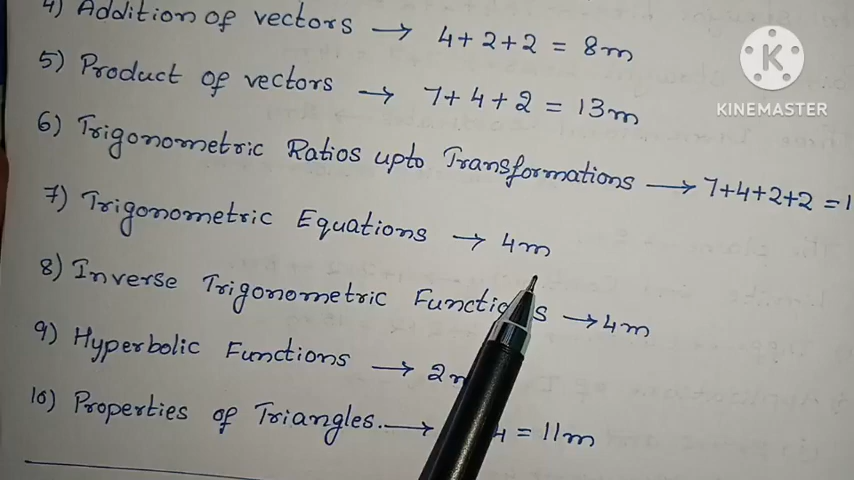 4) Addition of vectors → 4+2+2 = 8m
5) Product of vectors → 7+4+2 = 13m
KINEMASTER
6) Trigonometric Ratios upto Transformations → 7+4+2+2 = 1
7) Trigonometric Equations → 4m
8) Inverse Trigonometric → 4m
9) Hyperbolic Functions → 2
10) Properties of Triangles. → = 11m